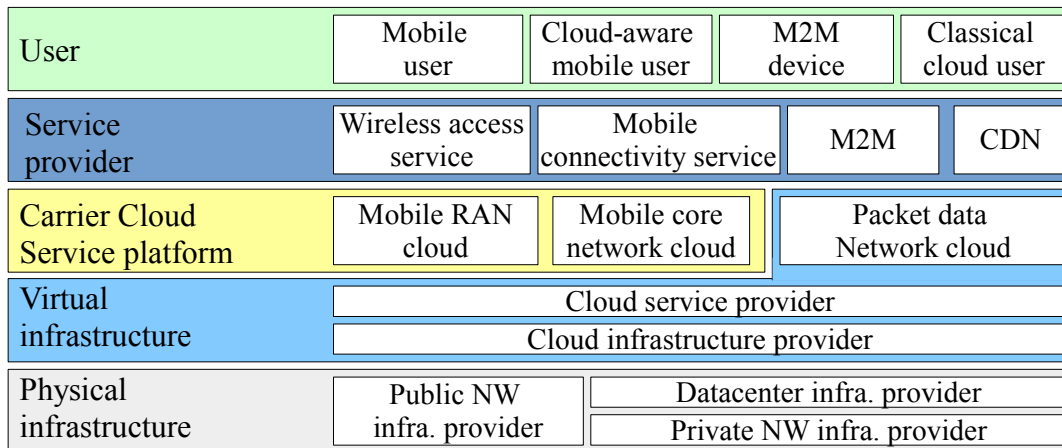 User
Mobile
user
Cloud-aware
mobile user
M2M
device
Classical
cloud user
Service
provider
Wireless access
service
Mobile
connectivity service
M2M
CDN
Carrier Cloud
Service platform
Mobile RAN
cloud
Mobile core
network cloud
Packet data
Network cloud
Virtual
infrastructure
Cloud service provider
Cloud infrastructure provider
Physical
infrastructure
Public NW
infra. provider
Datacenter infra. provider
Private NW infra. provider